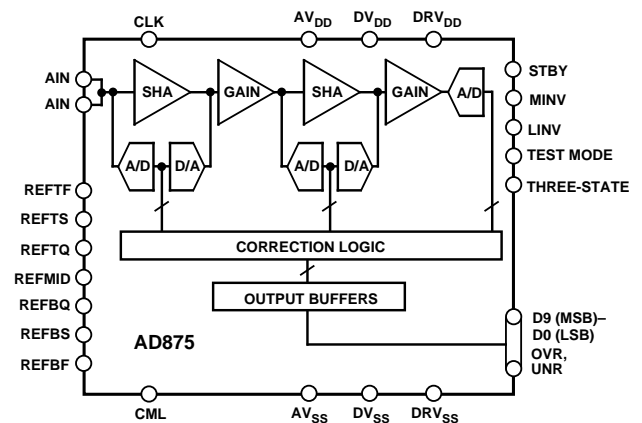 CLK
AVDD
DVDD
DRVDD
AIN
AIN
SHA
GAIN
SHA
GAIN
A/D
A/D
D/A
A/D
D/A
STBY
MINV
LINV
TEST MODE
THREE-STATE
REFTF
REFTS
REFTQ
REFMID
REFBQ
REFBS
REFBF
CORRECTION LOGIC
OUTPUT BUFFERS
AD875
D9 (MSB)–
D0 (LSB)
OVR,
UNR
CML
AVSS
DVSS
DRVSS